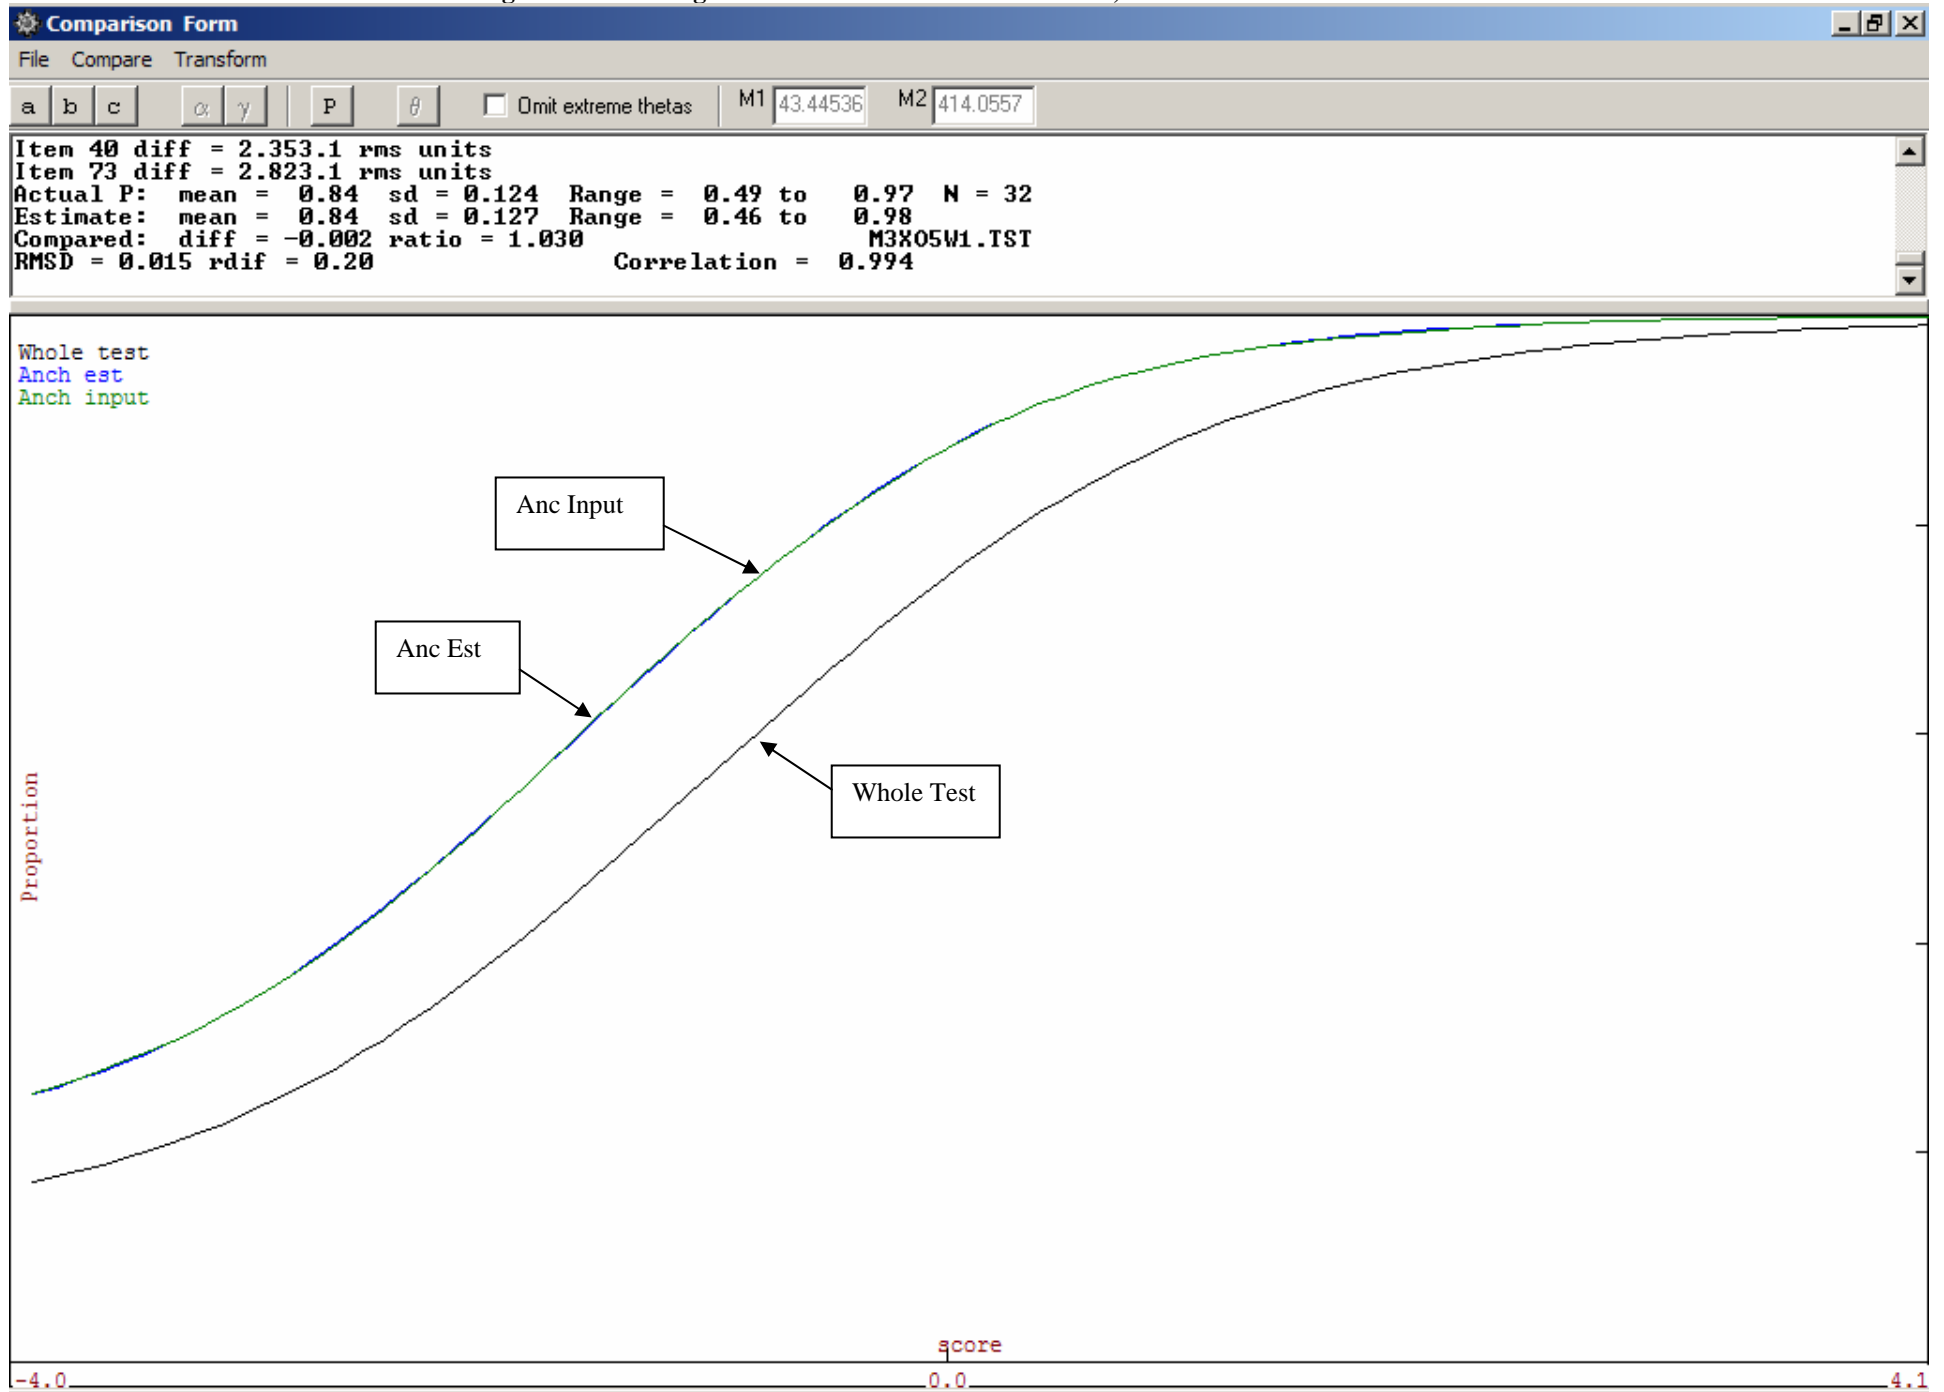 Comparison Form
File Compare Transform
a b c α γ P θ Omit extreme thetas M1 43.44536 M2 414.0557
Item 40 diff = 2.353.1 rms units
Item 73 diff = 2.823.1 rms units
Actual P: mean = 0.84 sd = 0.124 Range = 0.49 to 0.97 N = 32
Estimate: mean = 0.84 sd = 0.127 Range = 0.46 to 0.98
Compared: diff = -0.002 ratio = 1.030 M3XO5W1.TST
RMSD = 0.015 rdif = 0.20 Correlation = 0.994
Whole test
Anch est
Anch input
Anc Input
Anc Est
Whole Test
Proportion
score
-4.0 0.0 4.1